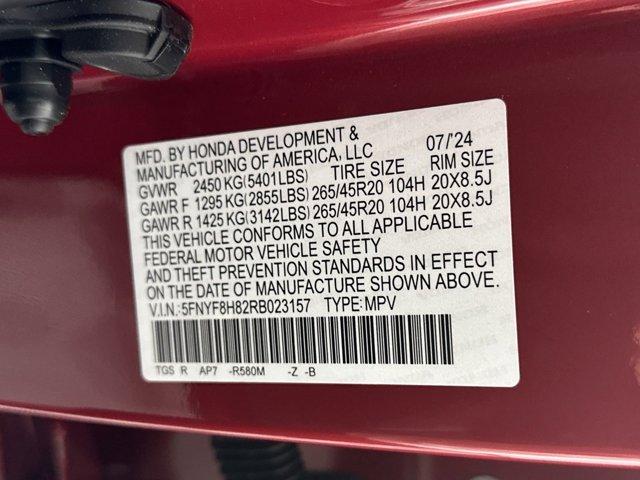 MFD. BY HONDA DEVELOPMENT & 07/'24
MANUFACTURING OF AMERICA, LLC
GVWR 2450 KG(5401LBS) TIRE SIZE RIM SIZE
GAWR F 1295 KG(2855LBS) 265/45R20 104H 20X8.5J
GAWR R 1425 KG(3142LBS) 265/45R20 104H 20X8.5J
THIS VEHICLE CONFORMS TO ALL APPLICABLE
FEDERAL MOTOR VEHICLE SAFETY
AND THEFT PREVENTION STANDARDS IN EFFECT
ON THE DATE OF MANUFACTURE SHOWN ABOVE.
V.I.N.:5FNYF8H82RB023157 TYPE:MPV
TGS R AP7 -R580M -Z -B